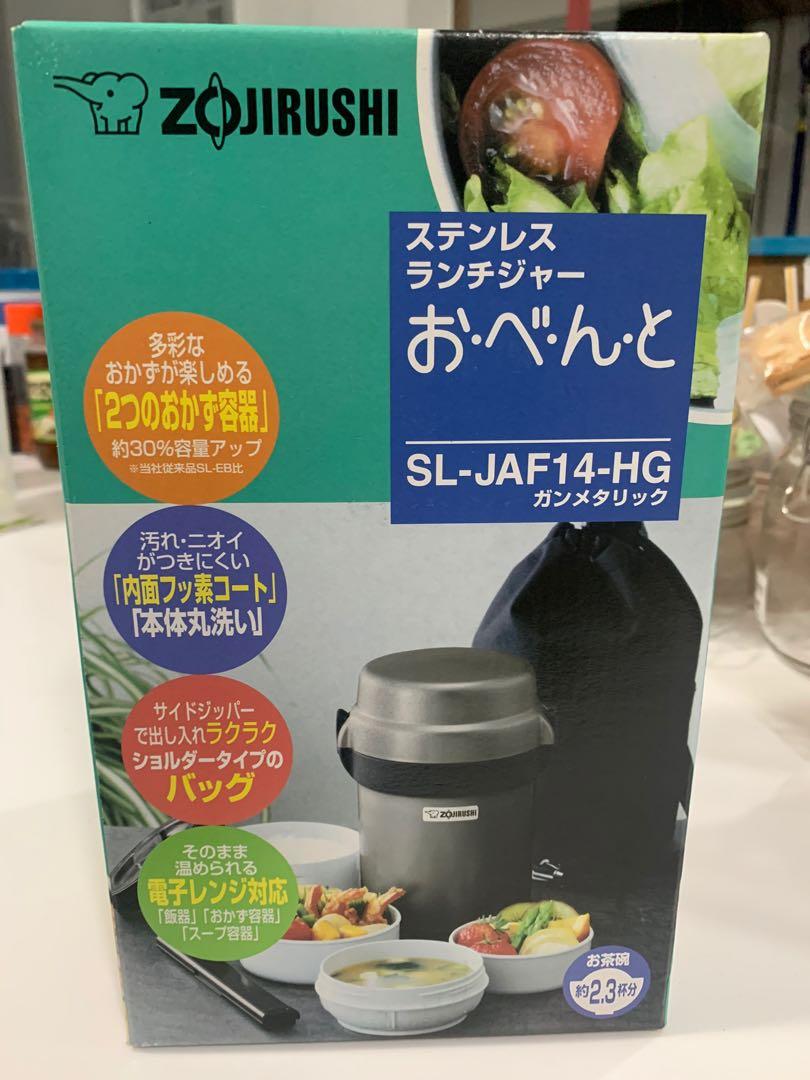 ZOJIRUSHI
ステンレス
ランチジャー
お・べ・ん・と
SL-JAF14-HG
ガンメタリック
多彩な
おかずが楽しめる
「2つのおかず容器」
約30%容量アップ
※当社従来品SL-EB比
汚れ・ニオイ
がつきにくい
「内面フッ素コート」
「本体丸洗い」
サイドジッパー
で出し入れラクラク
ショルダータイプの
バッグ
そのまま
温められる
電子レンジ対応
「飯器」「おかず容器」
「スープ容器」
ZOJIRUSHI
お茶碗
約2.3杯分